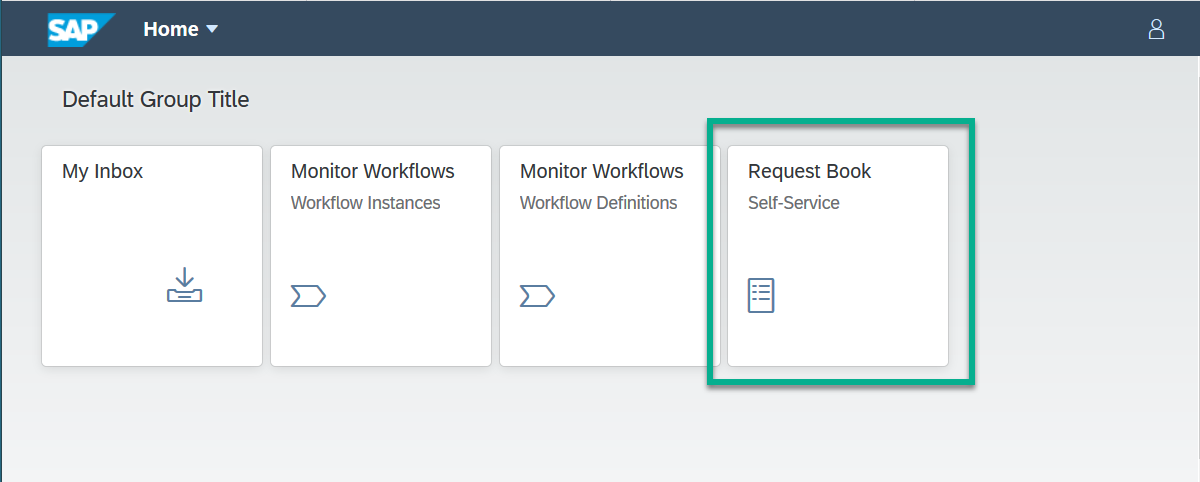 SAP
Home
Default Group Title
My Inbox
Monitor Workflows
Workflow Instances
Monitor Workflows
Workflow Definitions
Request Book
Self-Service